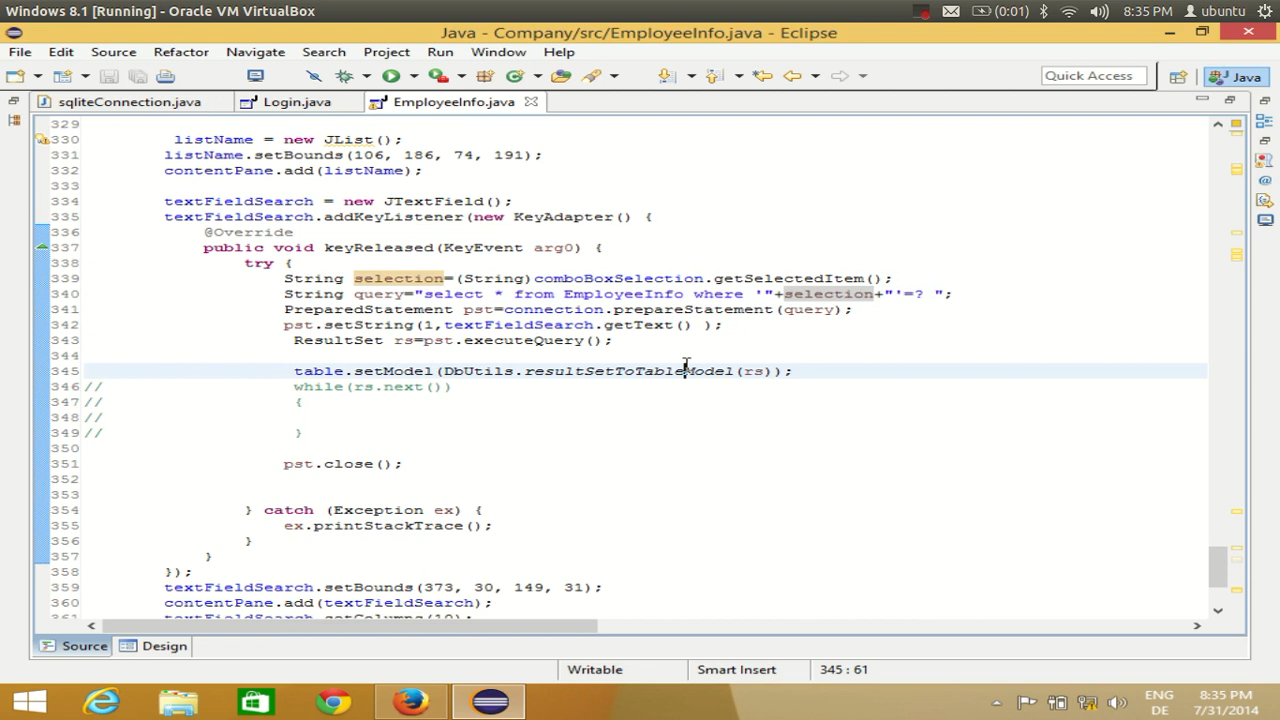 Windows 8.1 [Running] - Oracle VM VirtualBox
(0:01) 8:35 PM ubuntu
Java - Company/src/EmployeeInfo.java - Eclipse
File Edit Source Refactor Navigate Search Project Run Window Help
Quick Access Java
sqliteConnection.java Login.java EmployeeInfo.java
329
330 listName = new JList();
331 listName.setBounds(106, 186, 74, 191);
332 contentPane.add(listName);
333
334 textFieldSearch = new JTextField();
335 textFieldSearch.addKeyListener(new KeyAdapter() {
336 @Override
337 public void keyReleased(KeyEvent arg0) {
338 try {
339 String selection=(String)comboBoxSelection.getSelectedItem();
340 String query="select * from EmployeeInfo where '"+selection+"'=? ";
341 PreparedStatement pst=connection.prepareStatement(query);
342 pst.setString(1,textFieldSearch.getText() );
343 ResultSet rs=pst.executeQuery();
344
345 table.setModel(DbUtils.resultSetToTableModel(rs));
346 // while(rs.next())
347 // {
348 //
349 // }
350
351 pst.close();
352
353
354 } catch (Exception ex) {
355 ex.printStackTrace();
356 }
357 }
358 });
359 textFieldSearch.setBounds(373, 30, 149, 31);
360 contentPane.add(textFieldSearch);
361 textFieldSearch.setColumns(10);
Source Design
Writable Smart Insert 345 : 61
ENG 8:35 PM
DE 7/31/2014